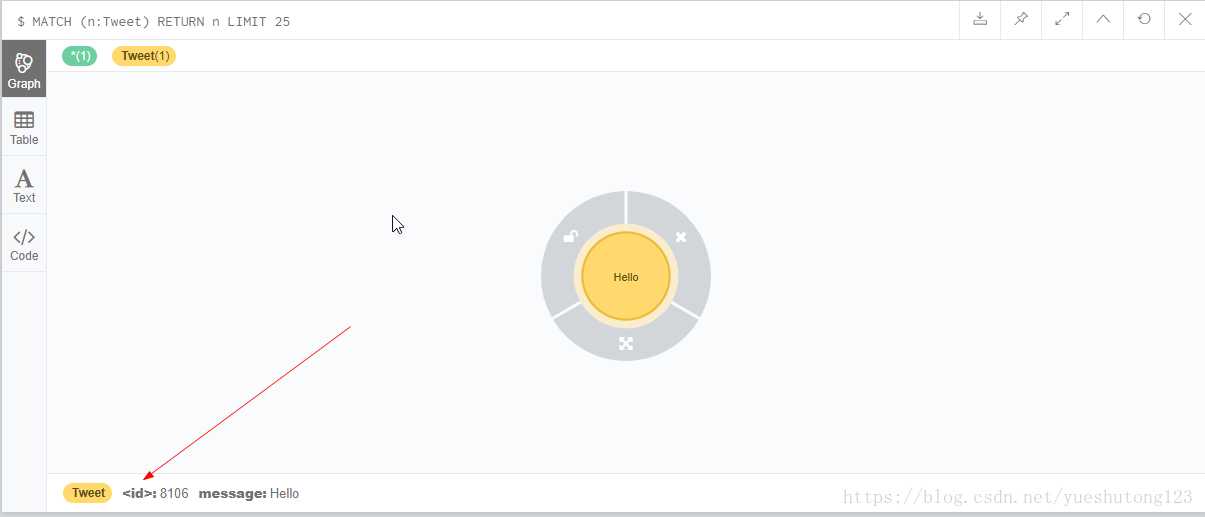 $ MATCH (n:Tweet) RETURN n LIMIT 25
*(1) Tweet(1)
Graph
Table
A
Text
</>
Code
Hello
Tweet <id>: 8106 message: Hello
https://blog.csdn.net/yueshutong123